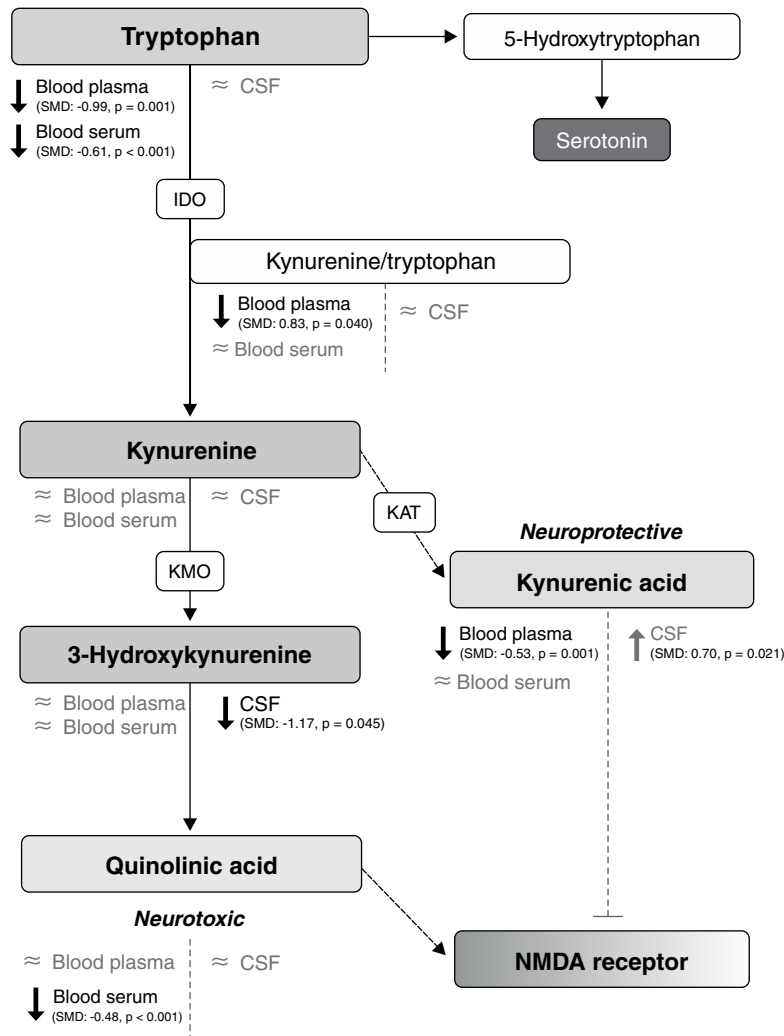 Tryptophan
5-Hydroxytryptophan
Blood plasma
(SMD: -0.99, p = 0.001)
≈ CSF
Blood serum
(SMD: -0.61, p < 0.001)
Serotonin
IDO
Kynurenine/tryptophan
Blood plasma
(SMD: 0.83, p = 0.040)
≈ CSF
≈ Blood serum
Kynurenine
≈ Blood plasma
≈ CSF
≈ Blood serum
KAT
Neuroprotective
KMO
Kynurenic acid
3-Hydroxykynurenine
Blood plasma
(SMD: -0.53, p = 0.001)
CSF
(SMD: 0.70, p = 0.021)
≈ Blood serum
≈ Blood plasma
≈ Blood serum
CSF
(SMD: -1.17, p = 0.045)
Quinolinic acid
Neurotoxic
≈ Blood plasma
≈ CSF
Blood serum
(SMD: -0.48, p < 0.001)
NMDA receptor